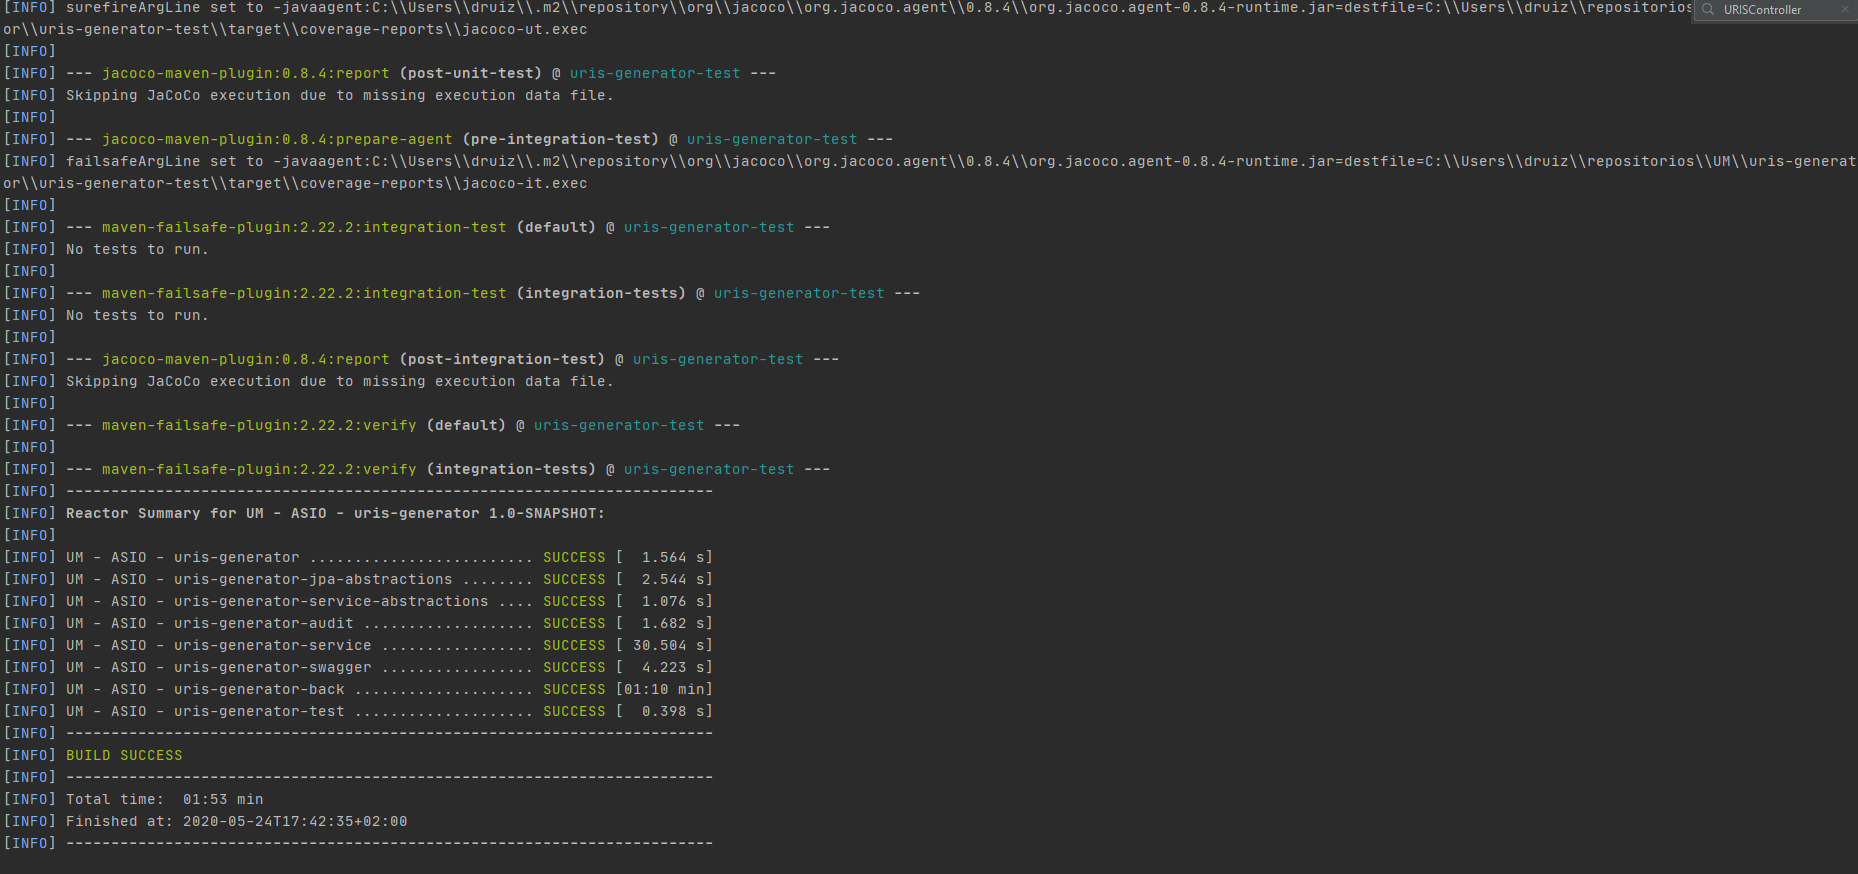 [INFO] surefireArgLine set to -javaagent:C:\\Users\\druiz\\.m2\\repository\\org\\jacoco\\org.jacoco.agent\\0.8.4\\org.jacoco.agent-0.8.4-runtime.jar=destfile=C:\\Users\\druiz\\repositorios
URISController
or\\uris-generator-test\\target\\coverage-reports\\jacoco-ut.exec
[INFO]
[INFO] --- jacoco-maven-plugin:0.8.4:report (post-unit-test) @ uris-generator-test ---
[INFO] Skipping JaCoCo execution due to missing execution data file.
[INFO]
[INFO] --- jacoco-maven-plugin:0.8.4:prepare-agent (pre-integration-test) @ uris-generator-test ---
[INFO] failsafeArgLine set to -javaagent:C:\\Users\\druiz\\.m2\\repository\\org\\jacoco\\org.jacoco.agent\\0.8.4\\org.jacoco.agent-0.8.4-runtime.jar=destfile=C:\\Users\\druiz\\repositorios\\UM\\uris-generat
or\\uris-generator-test\\target\\coverage-reports\\jacoco-it.exec
[INFO]
[INFO] --- maven-failsafe-plugin:2.22.2:integration-test (default) @ uris-generator-test ---
[INFO] No tests to run.
[INFO]
[INFO] --- maven-failsafe-plugin:2.22.2:integration-test (integration-tests) @ uris-generator-test ---
[INFO] No tests to run.
[INFO]
[INFO] --- jacoco-maven-plugin:0.8.4:report (post-integration-test) @ uris-generator-test ---
[INFO] Skipping JaCoCo execution due to missing execution data file.
[INFO]
[INFO] --- maven-failsafe-plugin:2.22.2:verify (default) @ uris-generator-test ---
[INFO]
[INFO] --- maven-failsafe-plugin:2.22.2:verify (integration-tests) @ uris-generator-test ---
[INFO] ------------------------------------------------------------------------
[INFO] Reactor Summary for UM - ASIO - uris-generator 1.0-SNAPSHOT:
[INFO]
[INFO] UM - ASIO - uris-generator ......................... SUCCESS [  1.564 s]
[INFO] UM - ASIO - uris-generator-jpa-abstractions ........ SUCCESS [  2.544 s]
[INFO] UM - ASIO - uris-generator-service-abstractions .... SUCCESS [  1.076 s]
[INFO] UM - ASIO - uris-generator-audit ................... SUCCESS [  1.682 s]
[INFO] UM - ASIO - uris-generator-service ................. SUCCESS [ 30.504 s]
[INFO] UM - ASIO - uris-generator-swagger ................. SUCCESS [  4.223 s]
[INFO] UM - ASIO - uris-generator-back .................... SUCCESS [01:10 min]
[INFO] UM - ASIO - uris-generator-test .................... SUCCESS [  0.398 s]
[INFO] ------------------------------------------------------------------------
[INFO] BUILD SUCCESS
[INFO] ------------------------------------------------------------------------
[INFO] Total time:  01:53 min
[INFO] Finished at: 2020-05-24T17:42:35+02:00
[INFO] ------------------------------------------------------------------------